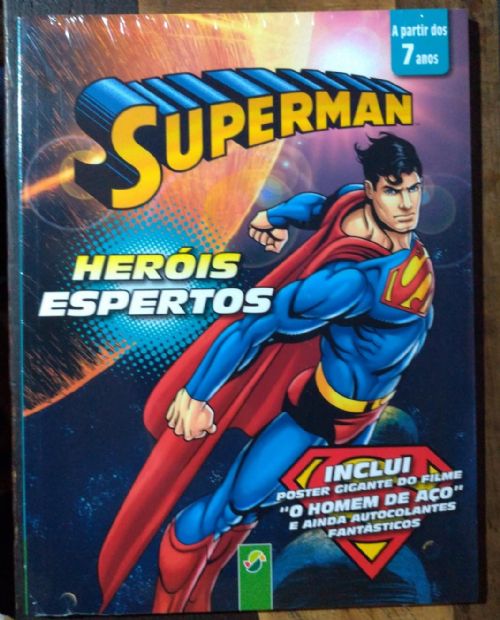 A partir dos
7 anos
SUPERMAN
HERÓIS
ESPERTOS
S
INCLUI
POSTER GIGANTE DO FILME
"O HOMEM DE AÇO"
E AINDA AUTOCOLANTES
FANTÁSTICOS